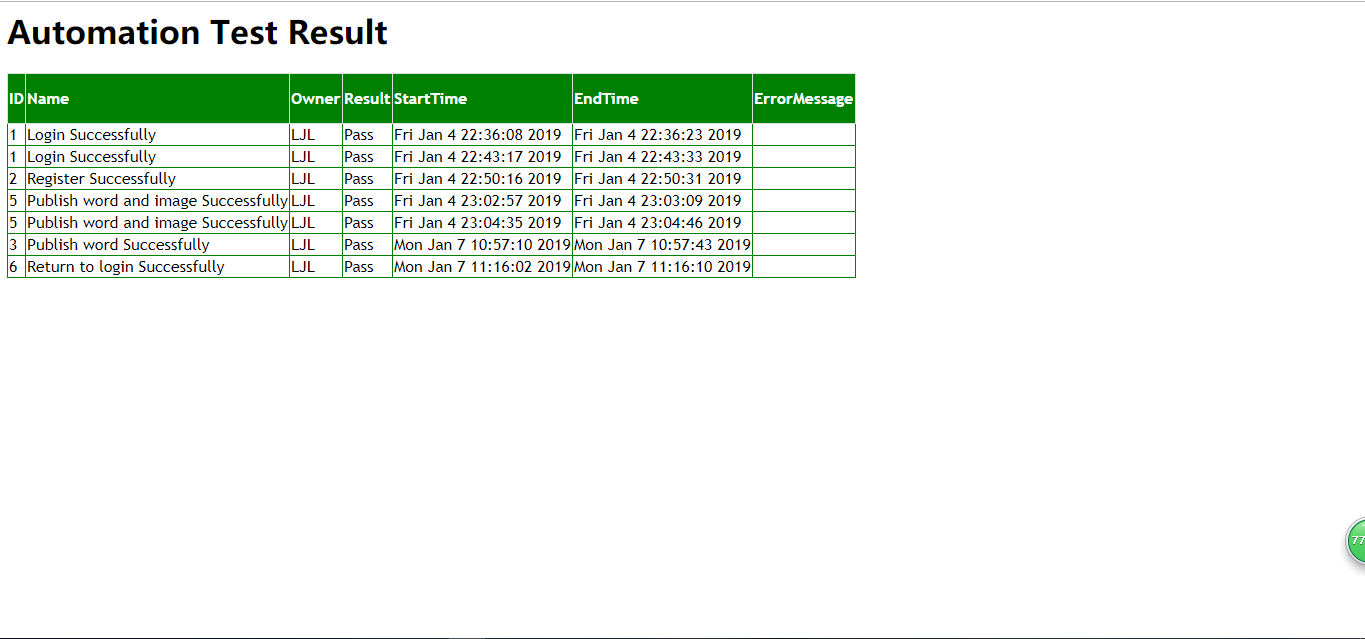 Automation Test Result
ID Name Owner Result StartTime EndTime ErrorMessage
1 Login Successfully LJL Pass Fri Jan 4 22:36:08 2019 Fri Jan 4 22:36:23 2019
1 Login Successfully LJL Pass Fri Jan 4 22:43:17 2019 Fri Jan 4 22:43:33 2019
2 Register Successfully LJL Pass Fri Jan 4 22:50:16 2019 Fri Jan 4 22:50:31 2019
5 Publish word and image Successfully LJL Pass Fri Jan 4 23:02:57 2019 Fri Jan 4 23:03:09 2019
5 Publish word and image Successfully LJL Pass Fri Jan 4 23:04:35 2019 Fri Jan 4 23:04:46 2019
3 Publish word Successfully LJL Pass Mon Jan 7 10:57:10 2019 Mon Jan 7 10:57:43 2019
6 Return to login Successfully LJL Pass Mon Jan 7 11:16:02 2019 Mon Jan 7 11:16:10 2019
77